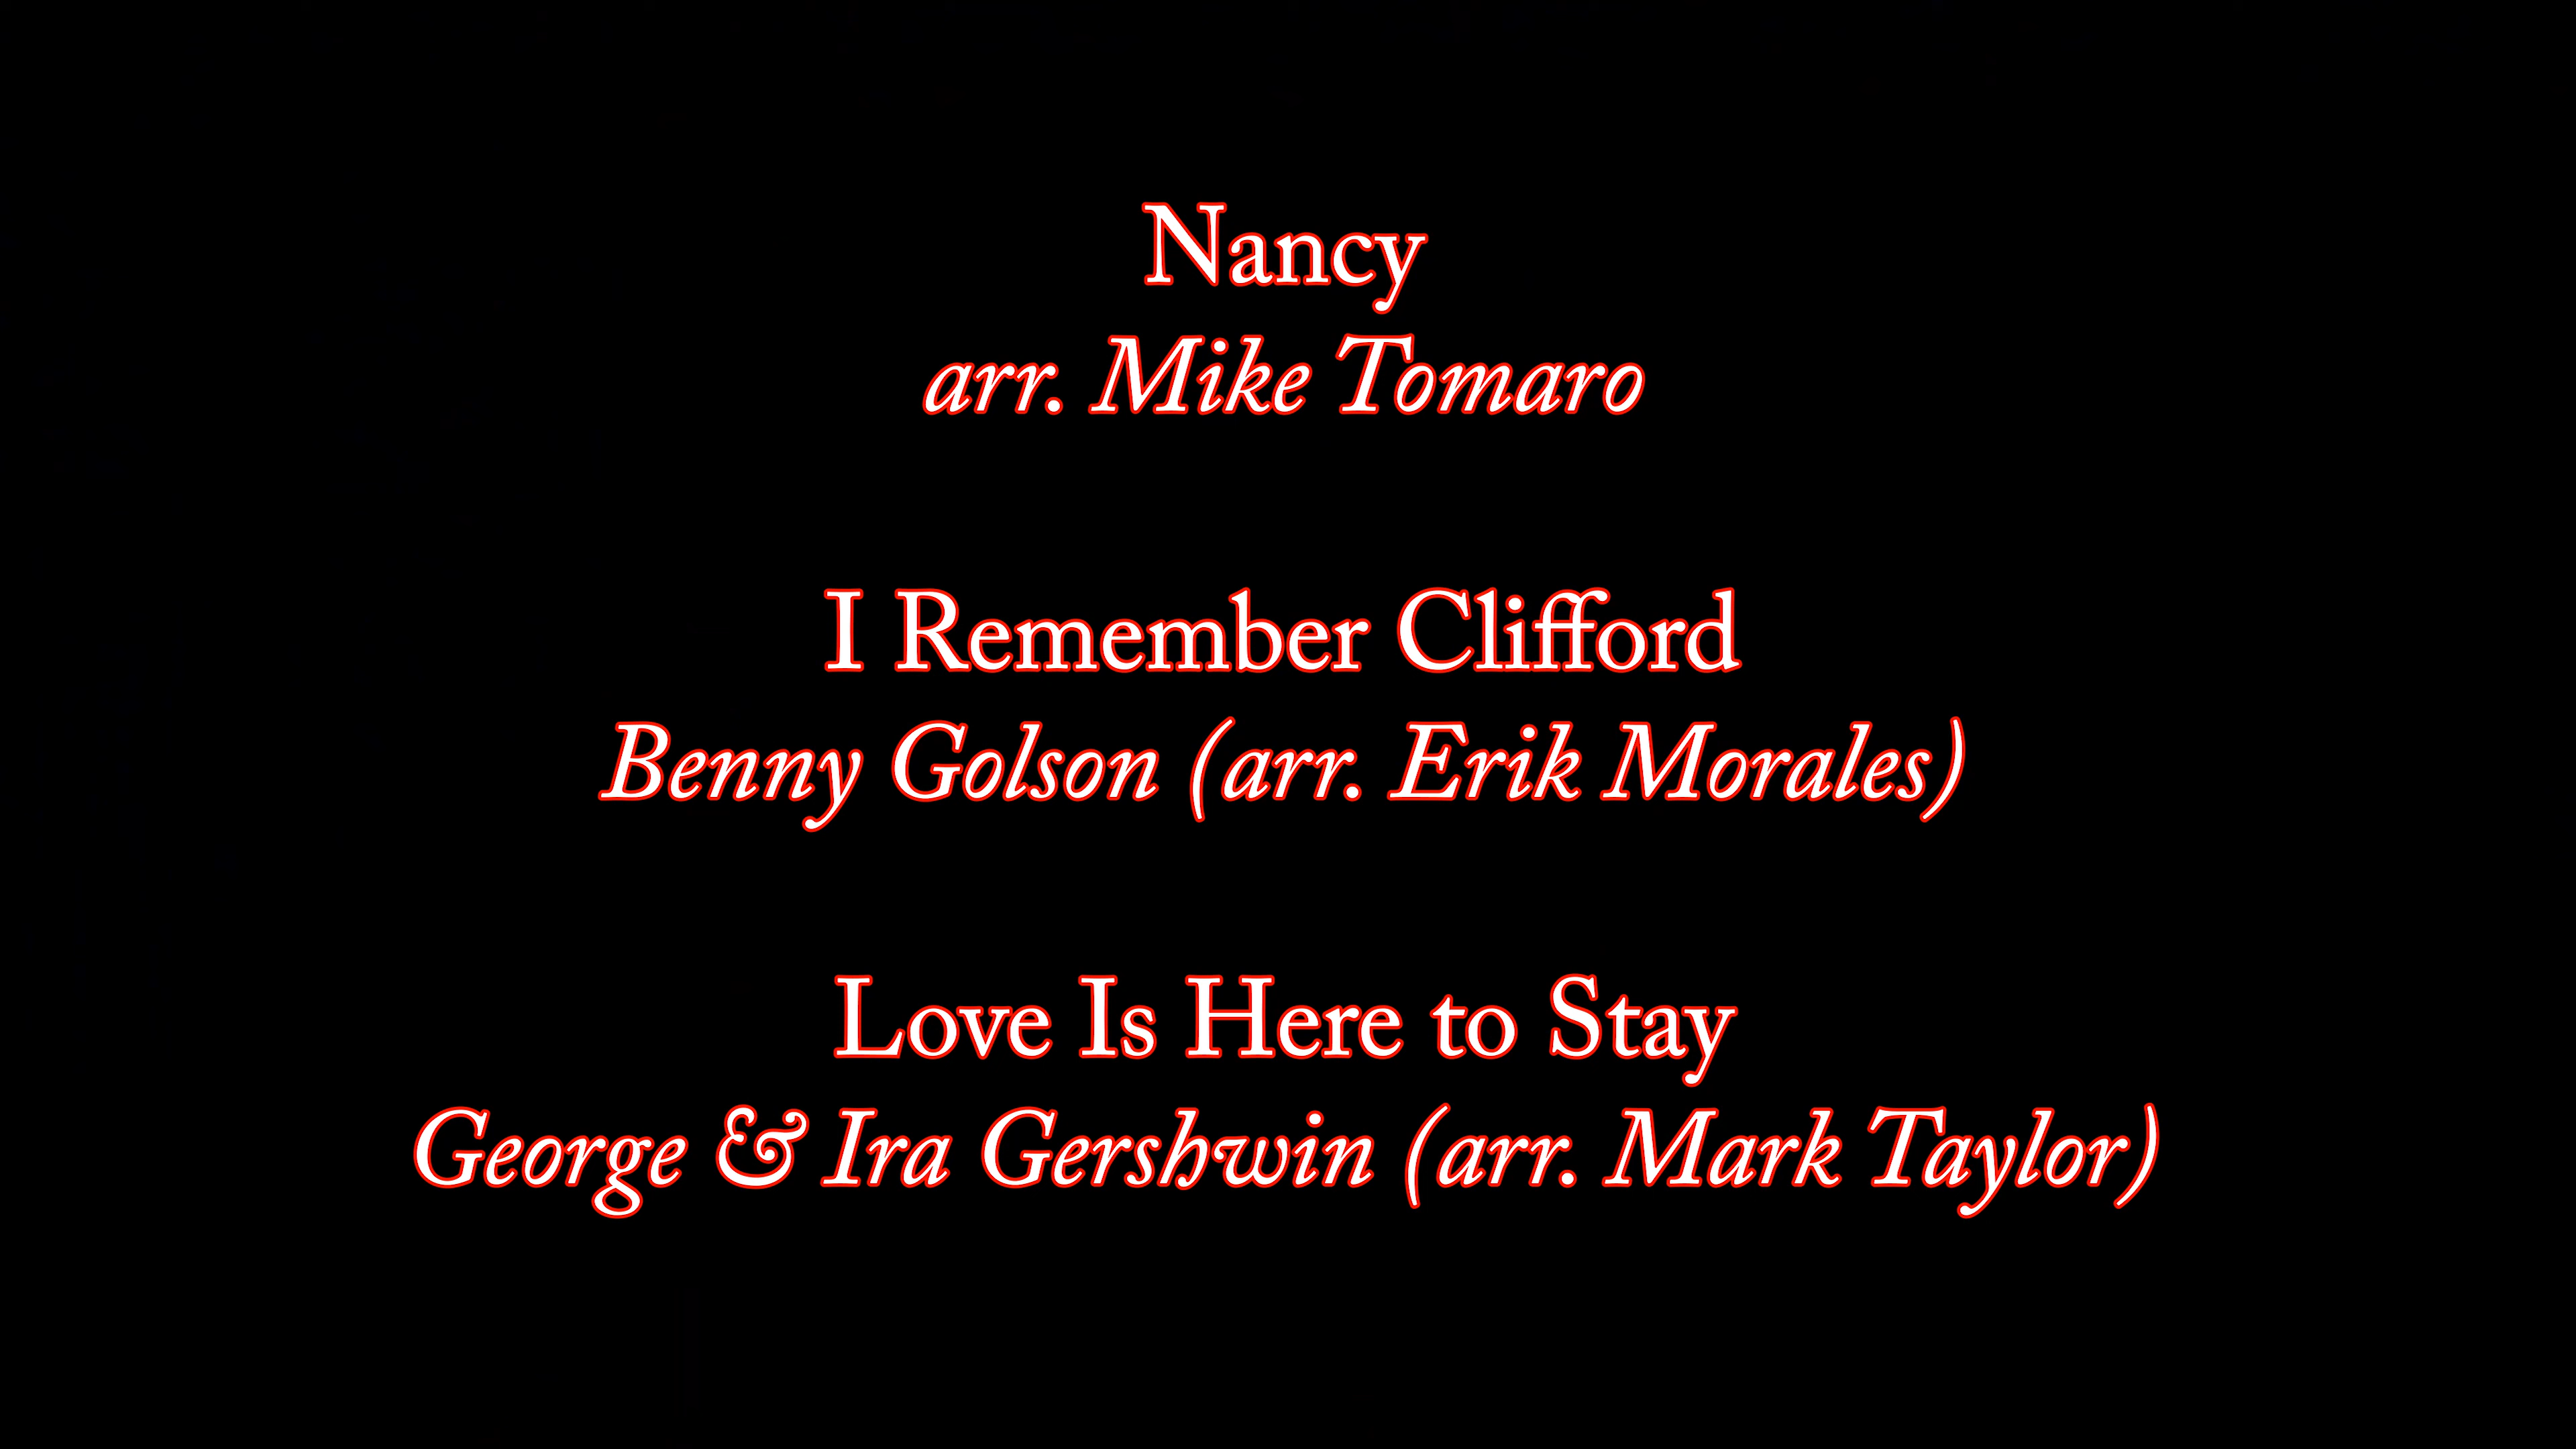 Nancy
arr. Mike Tomaro
I Remember Clifford
Benny Golson (arr. Erik Morales)
Love Is Here to Stay
George & Ira Gershwin (arr. Mark Taylor)